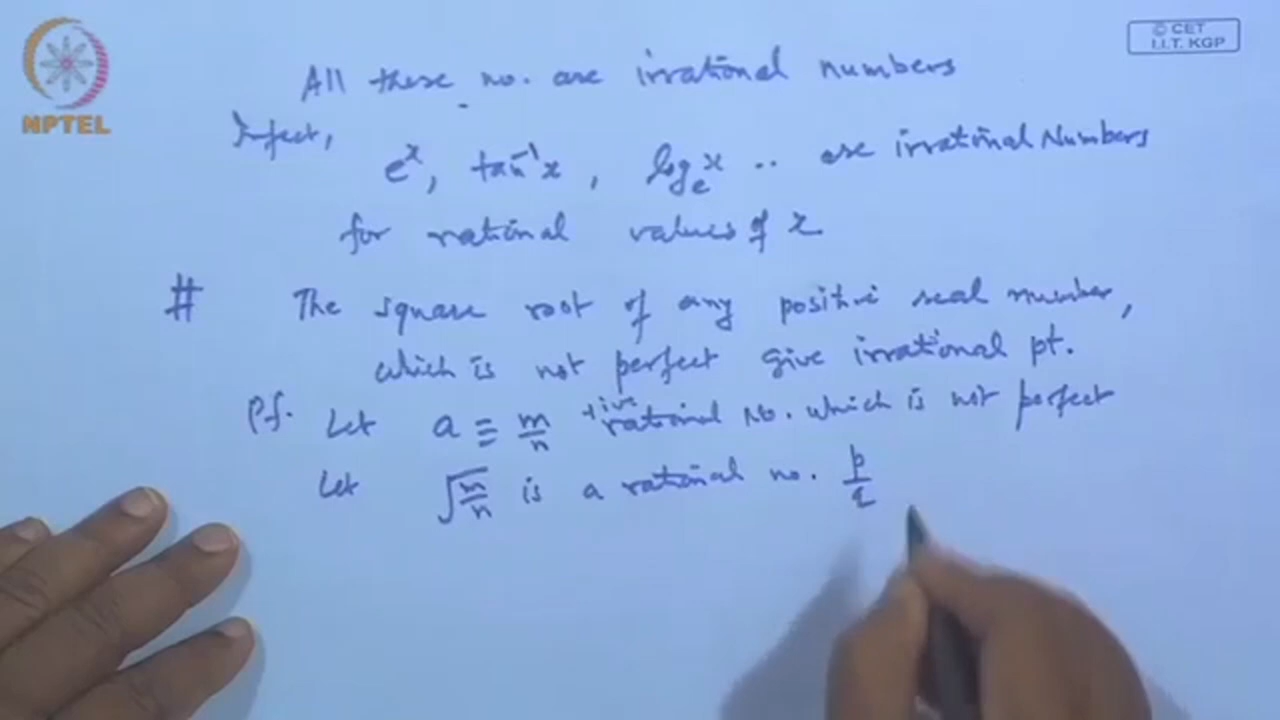 © CET
I.I.T. KGP
NPTEL
All these no. are irrational numbers
Infact,
e^x, tan^-1 x, log_e x .. are irrational Numbers
for rational values of x
# The square root of any positive real number,
which is not perfect give irrational pt.
Pf. Let a ≡ m/n +ive rational No. which is not perfect
Let √(m/n) is a rational no. p/q